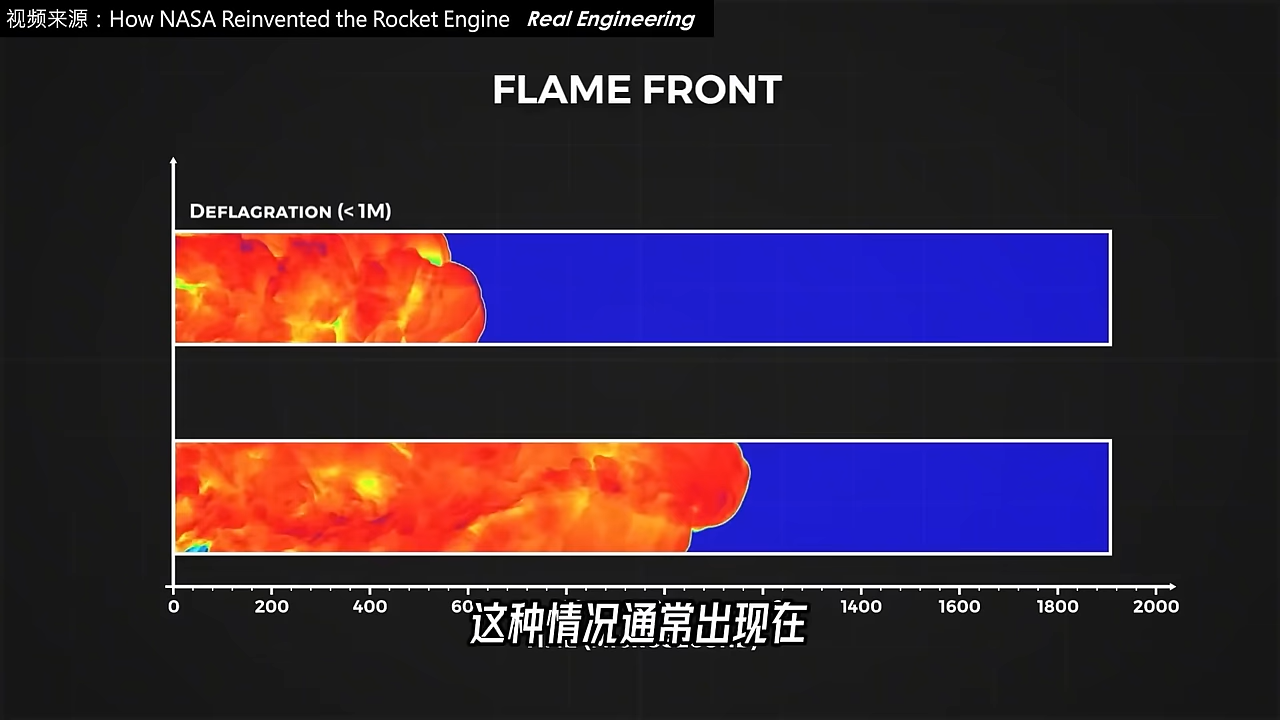 视频来源：How NASA Reinvented the Rocket Engine Real Engineering
FLAME FRONT
DEFLAGRATION (< 1M)
0 200 400 1400 1600 1800 2000
这种情况通常出现在